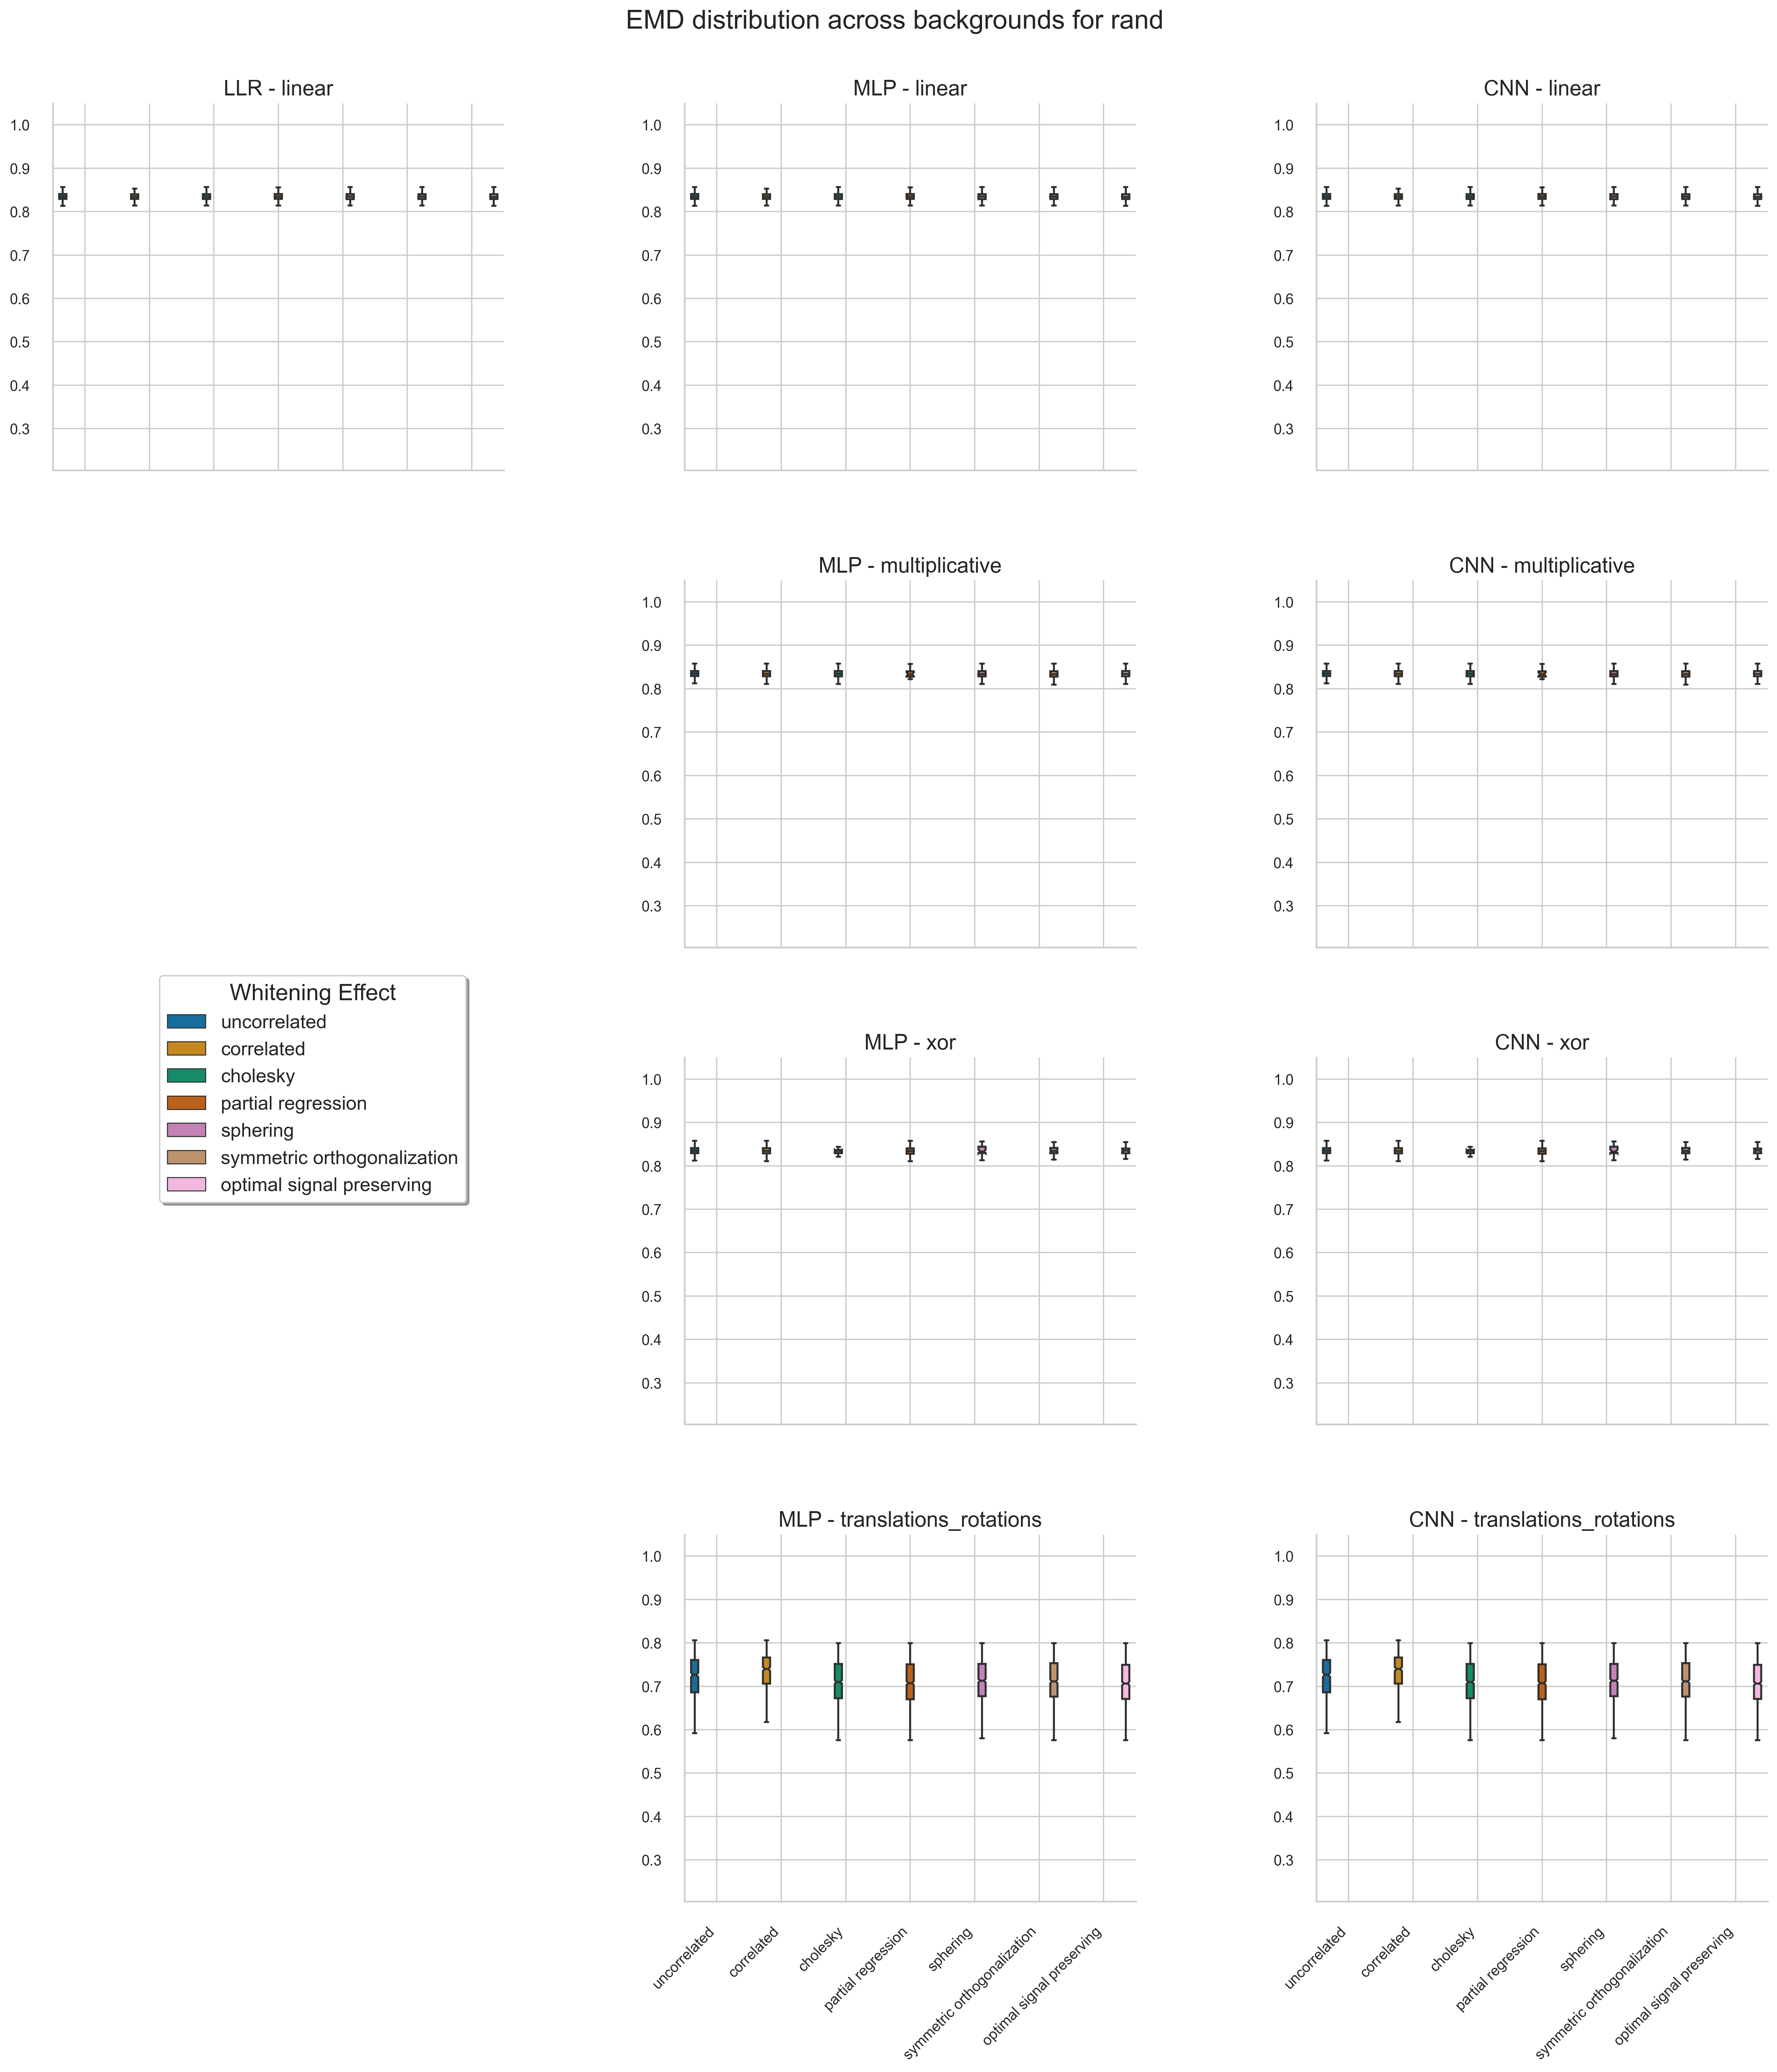 EMD distribution across backgrounds for rand
LLR - linear
MLP - linear
CNN - linear
1.0
0.9
0.8
0.7
0.6
0.5
0.4
0.3
1.0
0.9
0.8
0.7
0.6
0.5
0.4
0.3
1.0
0.9
0.8
0.7
0.6
0.5
0.4
0.3
MLP - multiplicative
CNN - multiplicative
1.0
0.9
0.8
0.7
0.6
0.5
0.4
0.3
1.0
0.9
0.8
0.7
0.6
0.5
0.4
0.3
Whitening Effect
uncorrelated
correlated
cholesky
partial regression
sphering
symmetric orthogonalization
optimal signal preserving
MLP - xor
CNN - xor
1.0
0.9
0.8
0.7
0.6
0.5
0.4
0.3
1.0
0.9
0.8
0.7
0.6
0.5
0.4
0.3
MLP - translations_rotations
CNN - translations_rotations
1.0
0.9
0.8
0.7
0.6
0.5
0.4
0.3
1.0
0.9
0.8
0.7
0.6
0.5
0.4
0.3
uncorrelated
correlated
cholesky
partial regression
sphering
symmetric orthogonalization
optimal signal preserving
uncorrelated
correlated
cholesky
partial regression
sphering
symmetric orthogonalization
optimal signal preserving